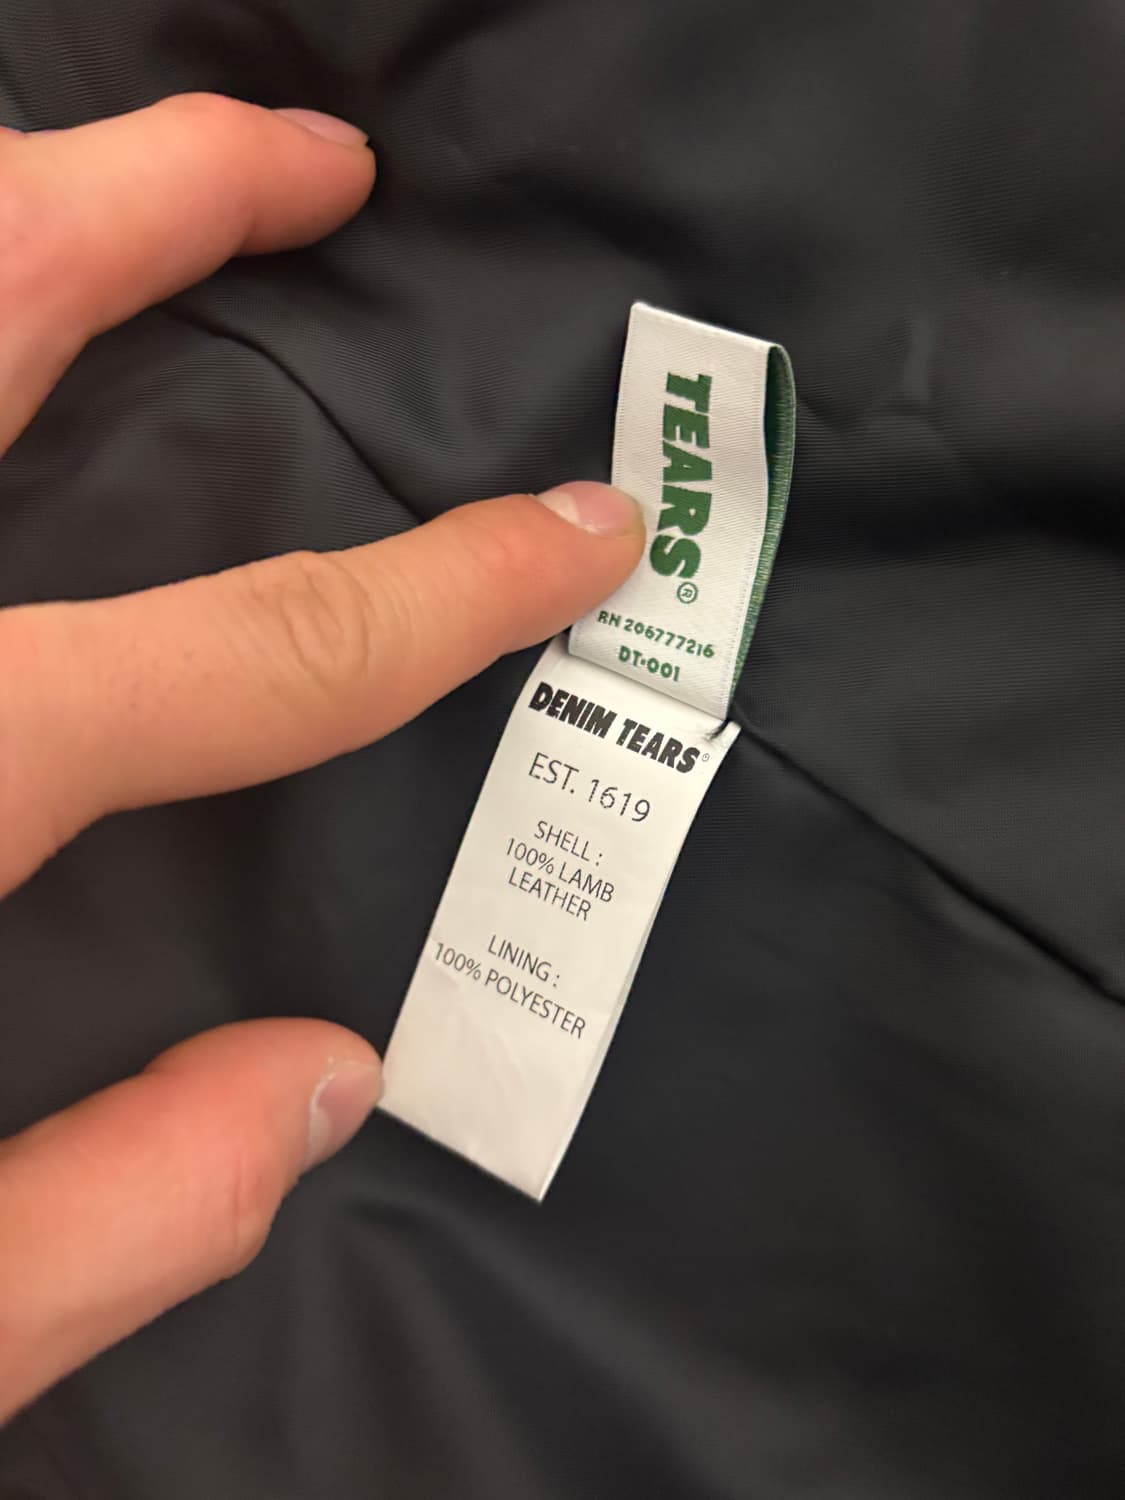 TEARS®
RN 206777216
DT•001
DENIM TEARS®
EST. 1619
SHELL :
100% LAMB
LEATHER
LINING :
100% POLYESTER